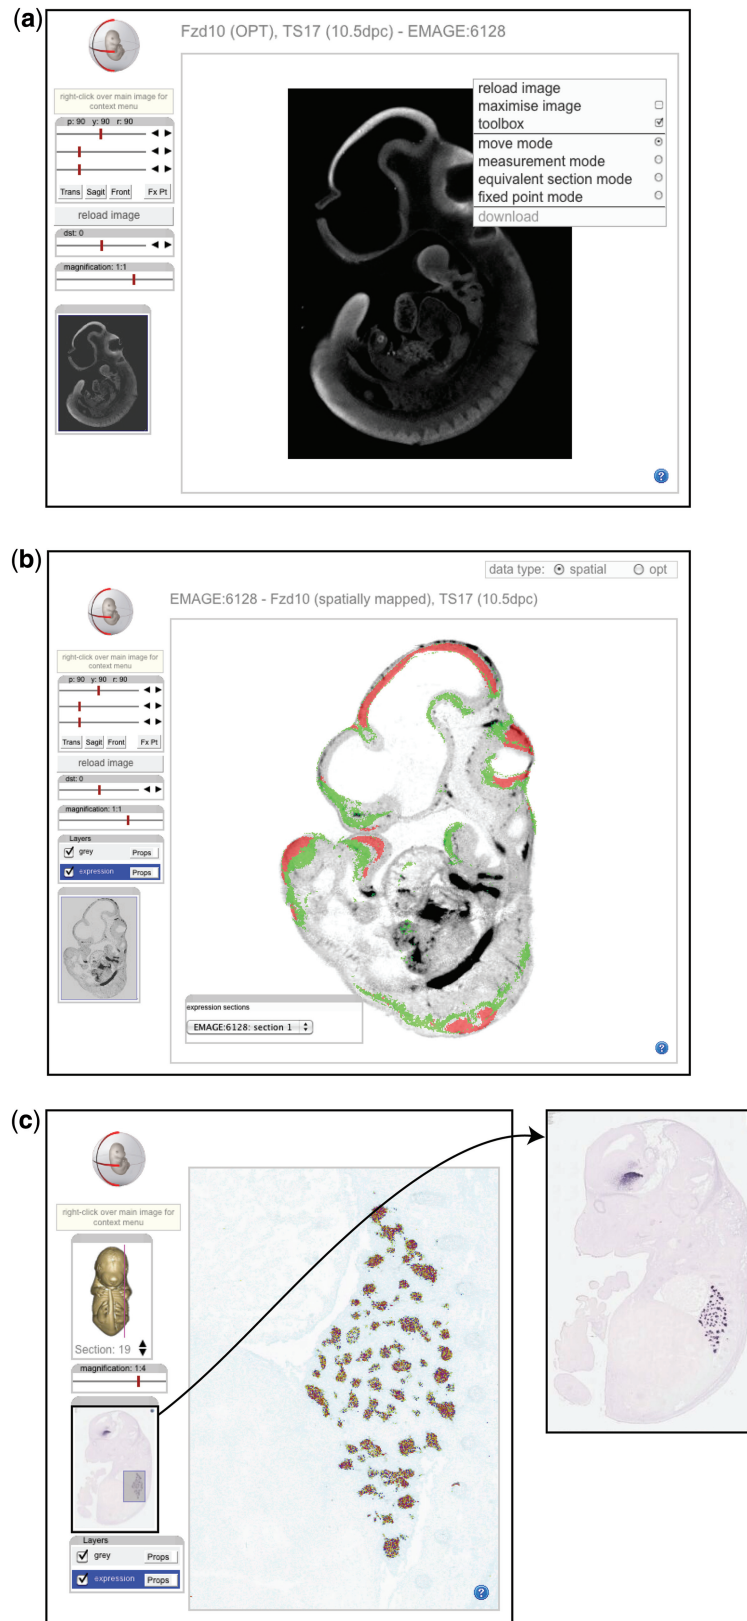 (a)
Fzd10 (OPT), TS17 (10.5dpc) - EMAGE:6128
right-click over main image for
context menu
p: 90 y: 90 r: 90
Trans Sagit Front Fx Pt
reload image
dst: 0
magnification: 1:1
reload image
maximise image
toolbox
move mode
measurement mode
equivalent section mode
fixed point mode
download
?
(b)
data type: spatial opt
EMAGE:6128 - Fzd10 (spatially mapped), TS17 (10.5dpc)
right-click over main image for
context menu
p: 90 y: 90 r: 90
Trans Sagit Front Fx Pt
reload image
dst: 0
magnification: 1:1
Layers
grey Props
expression Props
expression sections
EMAGE:6128: section 1
?
(c)
right-click over main image for
context menu
Section: 19
magnification: 1:4
Layers
grey Props
expression Props
?